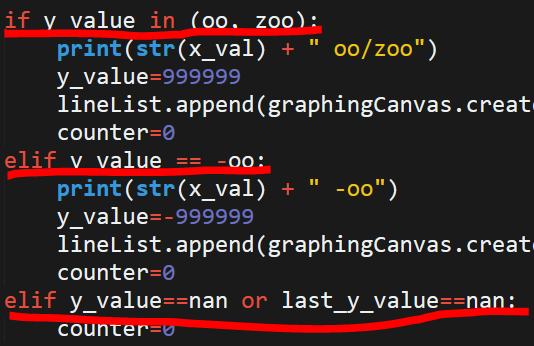 if y_value in (oo, zoo):
print(str(x_val) + " oo/zoo")
y_value=999999
lineList.append(graphingCanvas.create
counter=0
elif y_value == -oo:
print(str(x_val) + " -oo")
y_value=-999999
lineList.append(graphingCanvas.create
counter=0
elif y_value==nan or last_y_value==nan:
counter=0